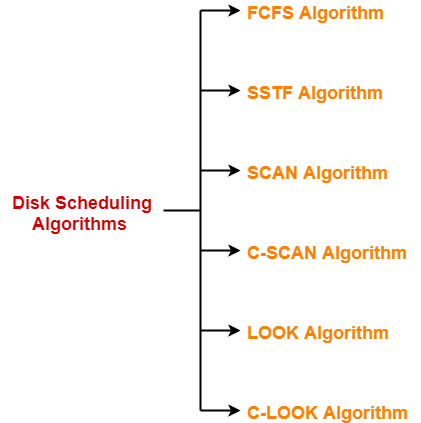 FCFS Algorithm
SSTF Algorithm
SCAN Algorithm
Disk Scheduling
Algorithms
C-SCAN Algorithm
LOOK Algorithm
C-LOOK Algorithm